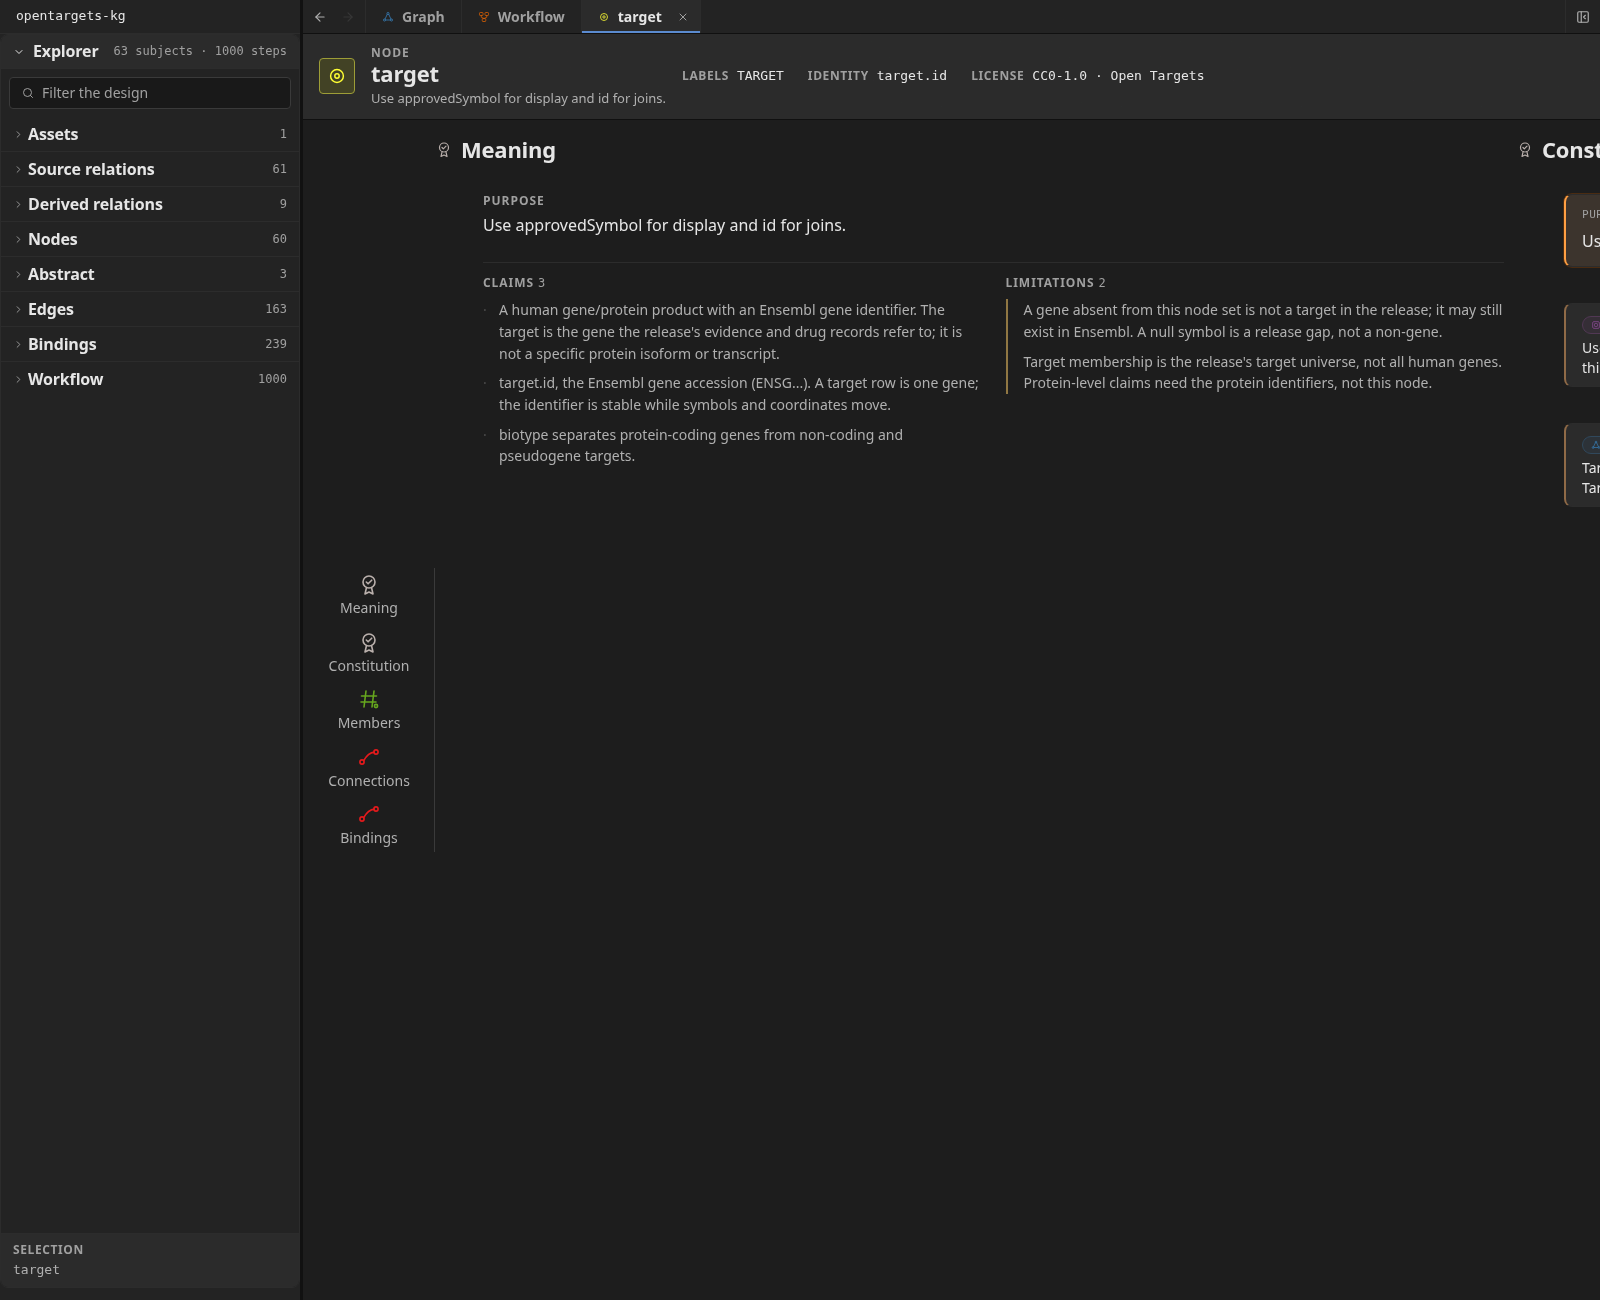 opentargets-kg
Graph
Workflow
target
Explorer 63 subjects · 1000 steps
Filter the design
Assets 1
Source relations 61
Derived relations 9
Nodes 60
Abstract 3
Edges 163
Bindings 239
Workflow 1000
SELECTION
target
NODE
target
Use approvedSymbol for display and id for joins.
LABELS TARGET IDENTITY target.id LICENSE CC0-1.0 · Open Targets
Meaning
PURPOSE
Use approvedSymbol for display and id for joins.
CLAIMS 3
· A human gene/protein product with an Ensembl gene identifier. The
target is the gene the release's evidence and drug records refer to; it is
not a specific protein isoform or transcript.
· target.id, the Ensembl gene accession (ENSG…). A target row is one gene;
the identifier is stable while symbols and coordinates move.
· biotype separates protein-coding genes from non-coding and
pseudogene targets.
LIMITATIONS 2
A gene absent from this node set is not a target in the release; it may still
exist in Ensembl. A null symbol is a release gap, not a non-gene.
Target membership is the release's target universe, not all human genes.
Protein-level claims need the protein identifiers, not this node.
Const
PUR
Us
Us
thi
Tar
Tar
Meaning
Constitution
Members
Connections
Bindings